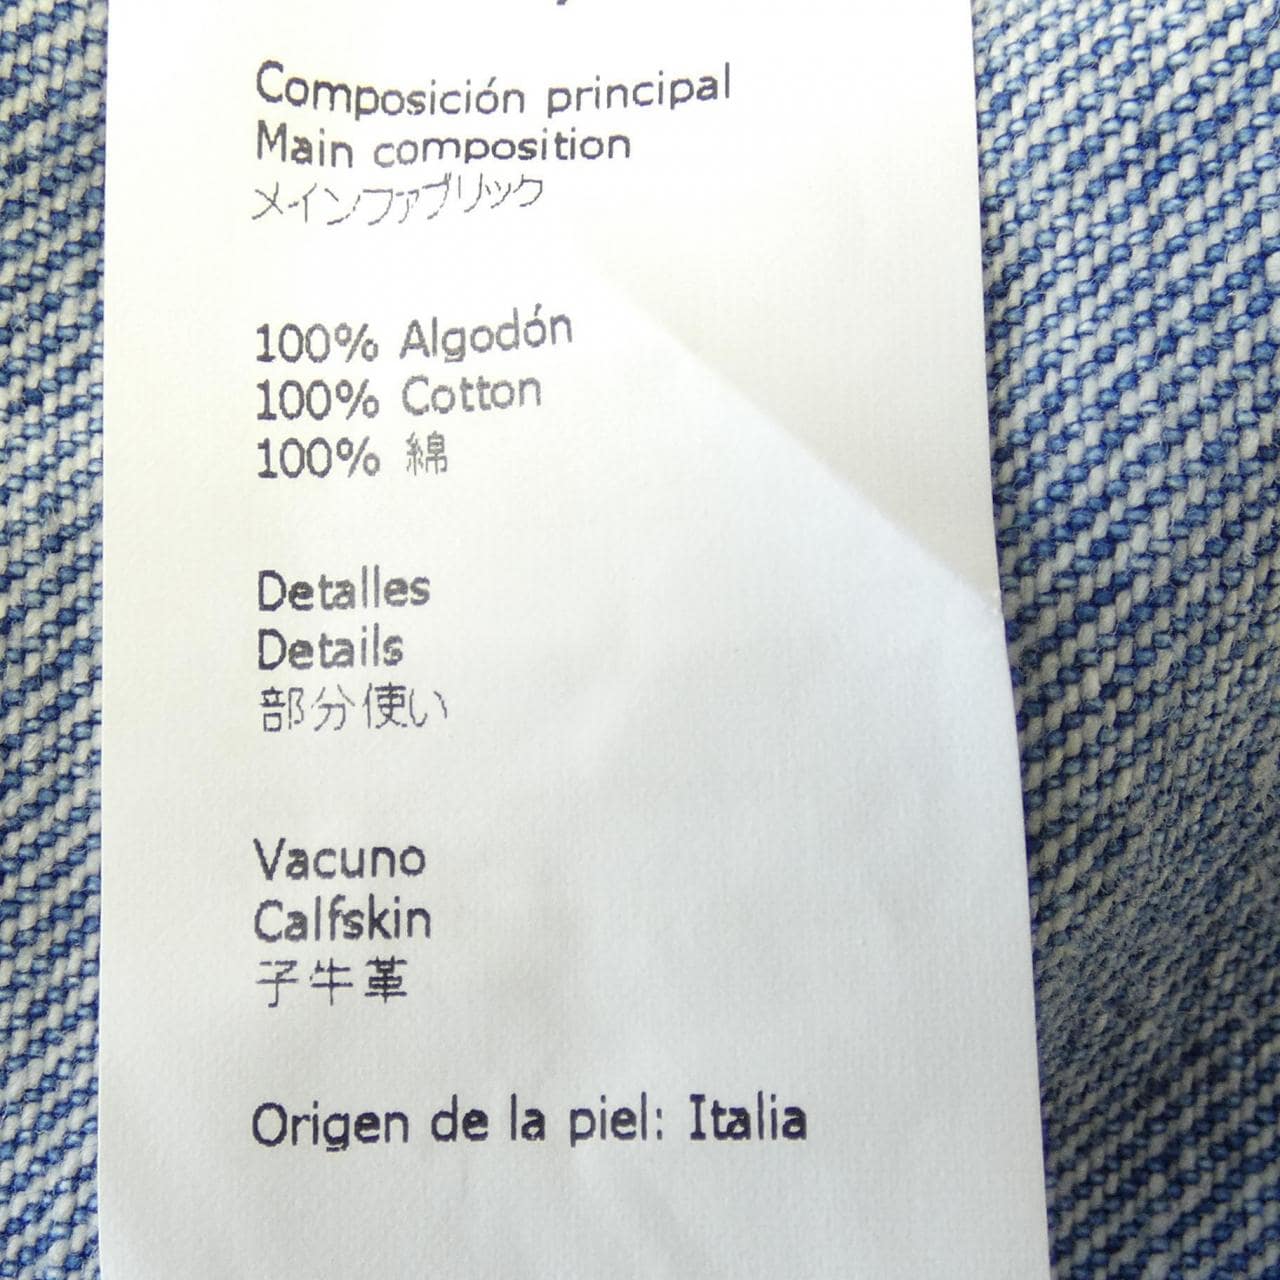 Composición principal
Main composition
メインファブリック
100% Algodón
100% Cotton
100% 綿
Detalles
Details
部分使い
Vacuno
Calfskin
子牛革
Origen de la piel: Italia